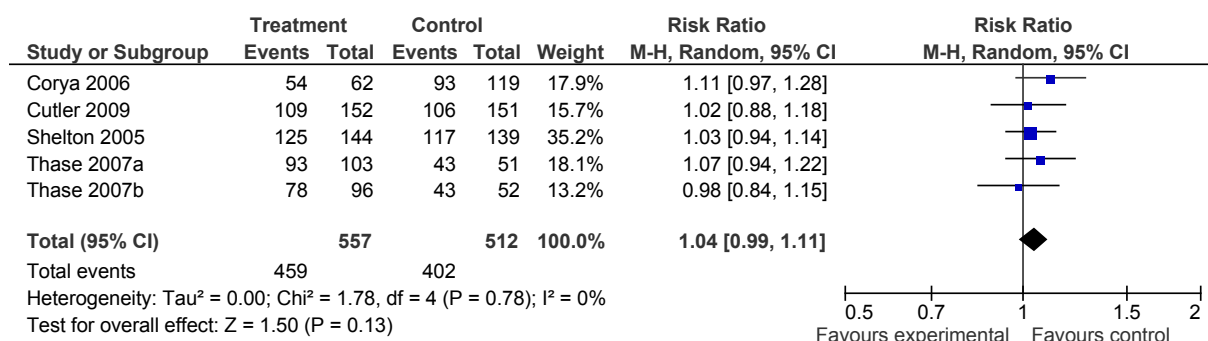 Treatment Control Risk Ratio Risk Ratio
Study or Subgroup Events Total Events Total Weight M-H, Random, 95% CI M-H, Random, 95% CI
Corya 2006 54 62 93 119 17.9% 1.11 [0.97, 1.28]
Cutler 2009 109 152 106 151 15.7% 1.02 [0.88, 1.18]
Shelton 2005 125 144 117 139 35.2% 1.03 [0.94, 1.14]
Thase 2007a 93 103 43 51 18.1% 1.07 [0.94, 1.22]
Thase 2007b 78 96 43 52 13.2% 0.98 [0.84, 1.15]
Total (95% CI) 557 512 100.0% 1.04 [0.99, 1.11]
Total events 459 402
Heterogeneity: Tau² = 0.00; Chi² = 1.78, df = 4 (P = 0.78); I² = 0%
Test for overall effect: Z = 1.50 (P = 0.13)
0.5 0.7 1 1.5 2
Favours experimental Favours control